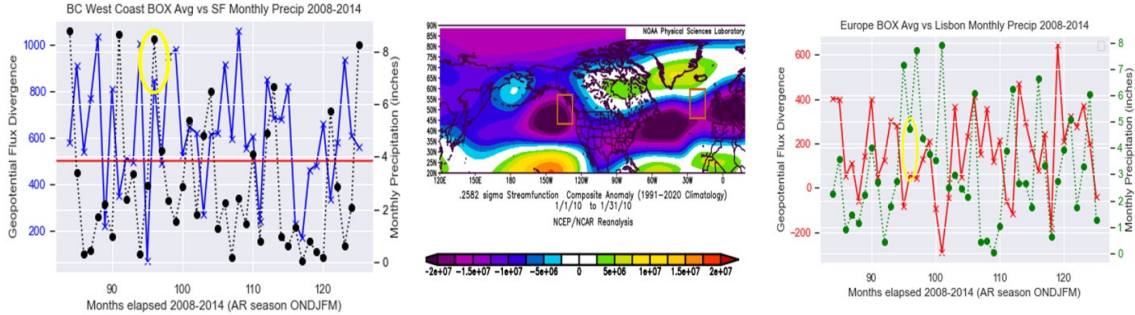 BC West Coast BOX Avg vs SF Monthly Precip 2008-2014
1000
800
600
400
200
Geopotential Flux Divergence
8
6
4
2
0
Monthly Precipitation (inches)
90
100
110
120
Months elapsed 2008-2014 (AR season ONDJFM)
NOAA Physical Sciences Laboratory
90N
85N
80N
75N
70N
65N
60N
55N
50N
45N
40N
35N
30N
25N
20N
120E
150E
180
150W
120W
90W
60W
30W
0
.2582 sigma Streamfunction Composite Anomaly (1991-2020 Climatology)
1/1/10 to 1/31/10
NCEP/NCAR Reanalysis
-2e+07
-1.5e+07
-1e+07
-5e+06
0
5e+06
1e+07
1.5e+07
2e+07
Europe BOX Avg vs Lisbon Monthly Precip 2008-2014
600
400
200
0
−200
Geopotential Flux Divergence
8
7
6
5
4
3
2
1
0
Monthly Precipitation (inches)
90
100
110
120
Months elapsed 2008-2014 (AR season ONDJFM)